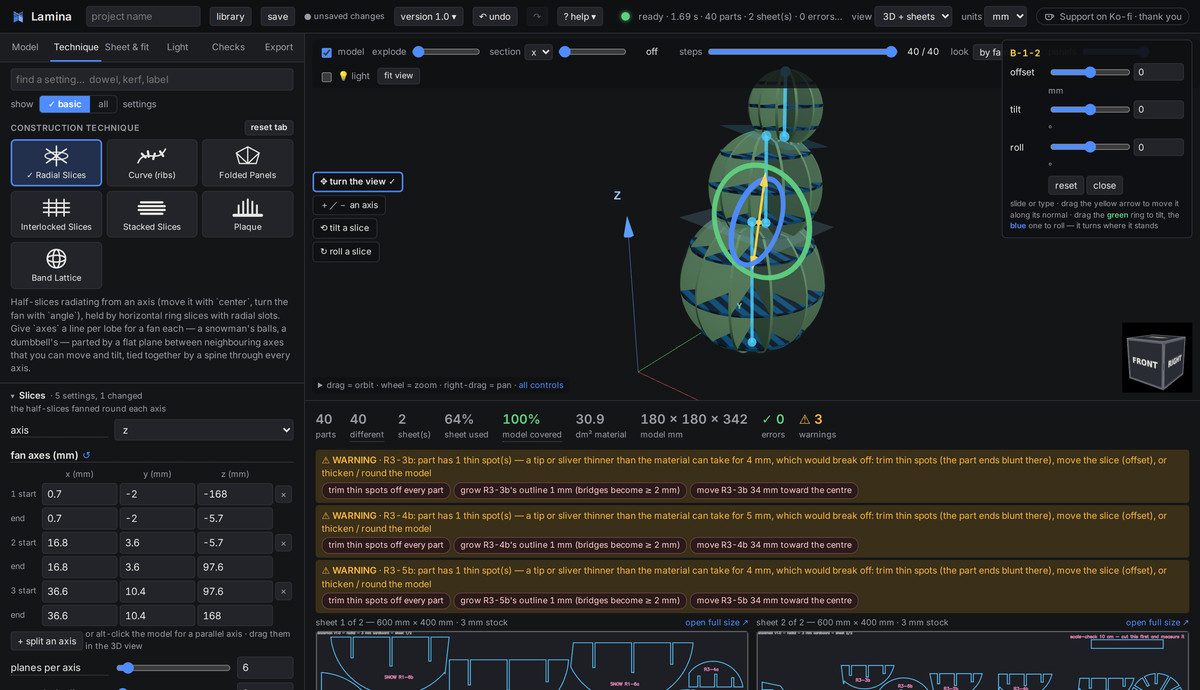 Lamina project name library save ● unsaved changes version 1.0 ▾ ↶ undo ↷ ? help ▾ ready · 1.69 s · 40 parts · 2 sheet(s) · 0 errors... view 3D + sheets units mm Support on Ko-fi · thank you
Model Technique Sheet & fit Light Checks Export
find a setting... dowel, kerf, label
show ✓ basic all settings
CONSTRUCTION TECHNIQUE reset tab
✓ Radial Slices Curve (ribs) Folded Panels
Interlocked Slices Stacked Slices Plaque
Band Lattice
Half-slices radiating from an axis (move it with `center`, turn the
fan with `angle`), held by horizontal ring slices with radial slots.
Give `axes` a line per lobe for a fan each — a snowman's balls, a
dumbbell's — parted by a flat plane between neighbouring axes
that you can move and tilt, tied together by a spine through every
axis.
▾ Slices · 5 settings, 1 changed
the half-slices fanned round each axis
axis z
fan axes (mm) ↺
x (mm) y (mm) z (mm)
1 start 0.7 -2 -168 ×
end 0.7 -2 -5.7
2 start 16.8 3.6 -5.7 ×
end 16.8 3.6 97.6
3 start 36.6 10.4 97.6 ×
end 36.6 10.4 168
+ split an axis or alt-click the model for a parallel axis · drag them
in the 3D view
planes per axis 6
model explode section x off steps 40 / 40 look by fa
💡 light fit view
✥ turn the view ✓
+ ／ − an axis
⟲ tilt a slice
↻ roll a slice
Z
Y
B-1-2
offset 0
mm
tilt 0
°
roll 0
°
reset close
slide or type · drag the yellow arrow to move it
along its normal · drag the green ring to tilt, the
blue one to roll — it turns where it stands
FRONT RIGHT
▶ drag = orbit · wheel = zoom · right-drag = pan · all controls
40 40 2 64% 100% 30.9 180 × 180 × 342 ✓ 0 ⚠ 3
parts different sheet(s) sheet used model covered dm² material model mm errors warnings
⚠ WARNING · R3-3b: part has 1 thin spot(s) — a tip or sliver thinner than the material can take for 4 mm, which would break off: trim thin spots (the part ends blunt there), move the slice (offset), or
thicken / round the model
trim thin spots off every part grow R3-3b's outline 1 mm (bridges become ≥ 2 mm) move R3-3b 34 mm toward the centre
⚠ WARNING · R3-4b: part has 1 thin spot(s) — a tip or sliver thinner than the material can take for 5 mm, which would break off: trim thin spots (the part ends blunt there), move the slice (offset), or
thicken / round the model
trim thin spots off every part grow R3-4b's outline 1 mm (bridges become ≥ 2 mm) move R3-4b 34 mm toward the centre
⚠ WARNING · R3-5b: part has 1 thin spot(s) — a tip or sliver thinner than the material can take for 4 mm, which would break off: trim thin spots (the part ends blunt there), move the slice (offset), or
thicken / round the model
trim thin spots off every part grow R3-5b's outline 1 mm (bridges become ≥ 2 mm) move R3-5b 34 mm toward the centre
sheet 1 of 2 — 600 mm × 400 mm · 3 mm stock open full size ↗ sheet 2 of 2 — 600 mm × 400 mm · 3 mm stock open full size ↗
scale-check 10 cm — cut this first and measure it